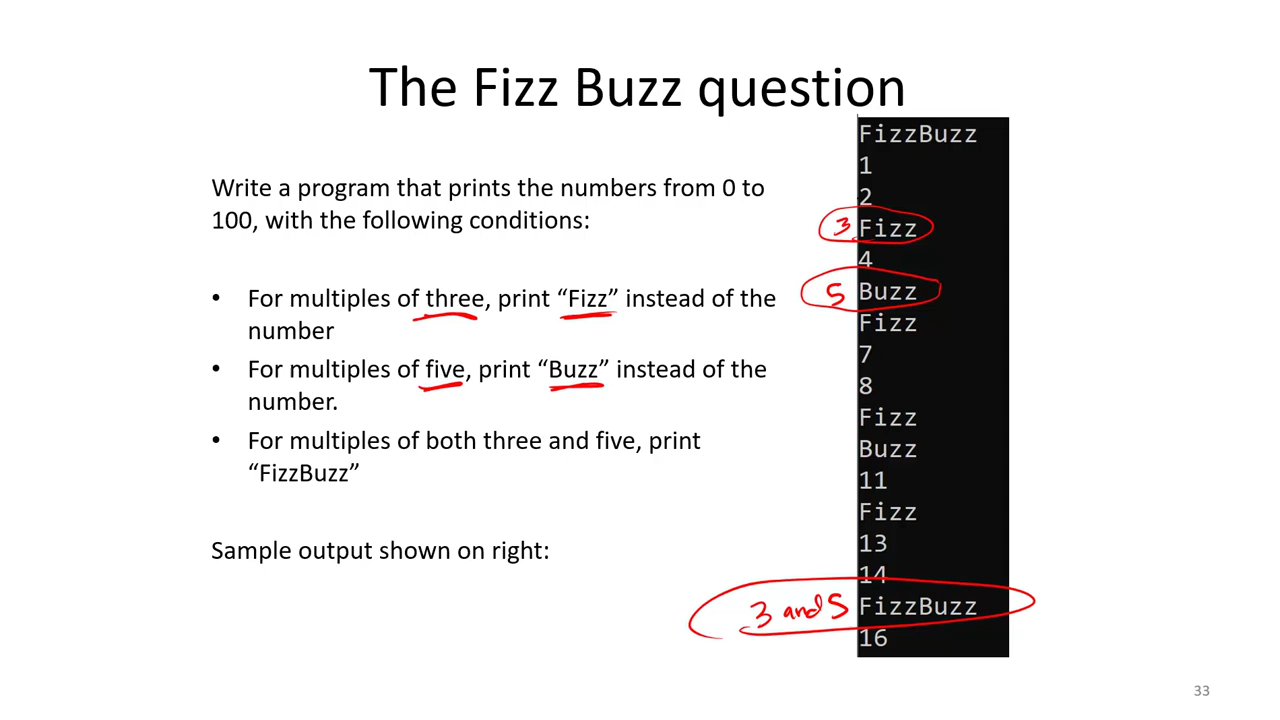 The Fizz Buzz question
Write a program that prints the numbers from 0 to
100, with the following conditions:
• For multiples of three, print “Fizz” instead of the
number
• For multiples of five, print “Buzz” instead of the
number.
• For multiples of both three and five, print
“FizzBuzz”
Sample output shown on right:
FizzBuzz
1
2
3 Fizz
4
5 Buzz
Fizz
7
8
Fizz
Buzz
11
Fizz
13
14
3 and 5 FizzBuzz
16
33